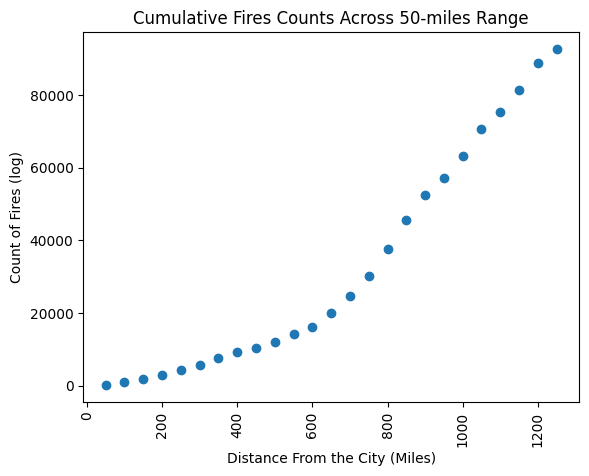 Cumulative Fires Counts Across 50-miles Range
Count of Fires (log)
80000
60000
40000
20000
0
0 200 400 600 800 1000 1200
Distance From the City (Miles)